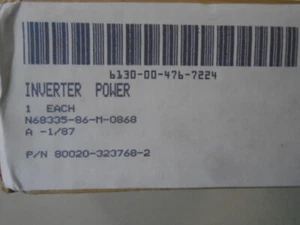 6130-00-476-7224
INVERTER POWER
1 EACH
N68335-86-M-0868
A -1/87
P/N 80020-323768-2